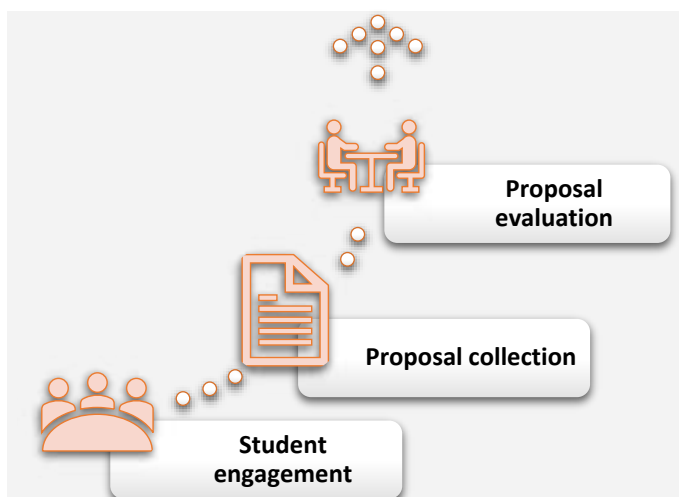 Proposal
evaluation
Proposal collection
Student
engagement